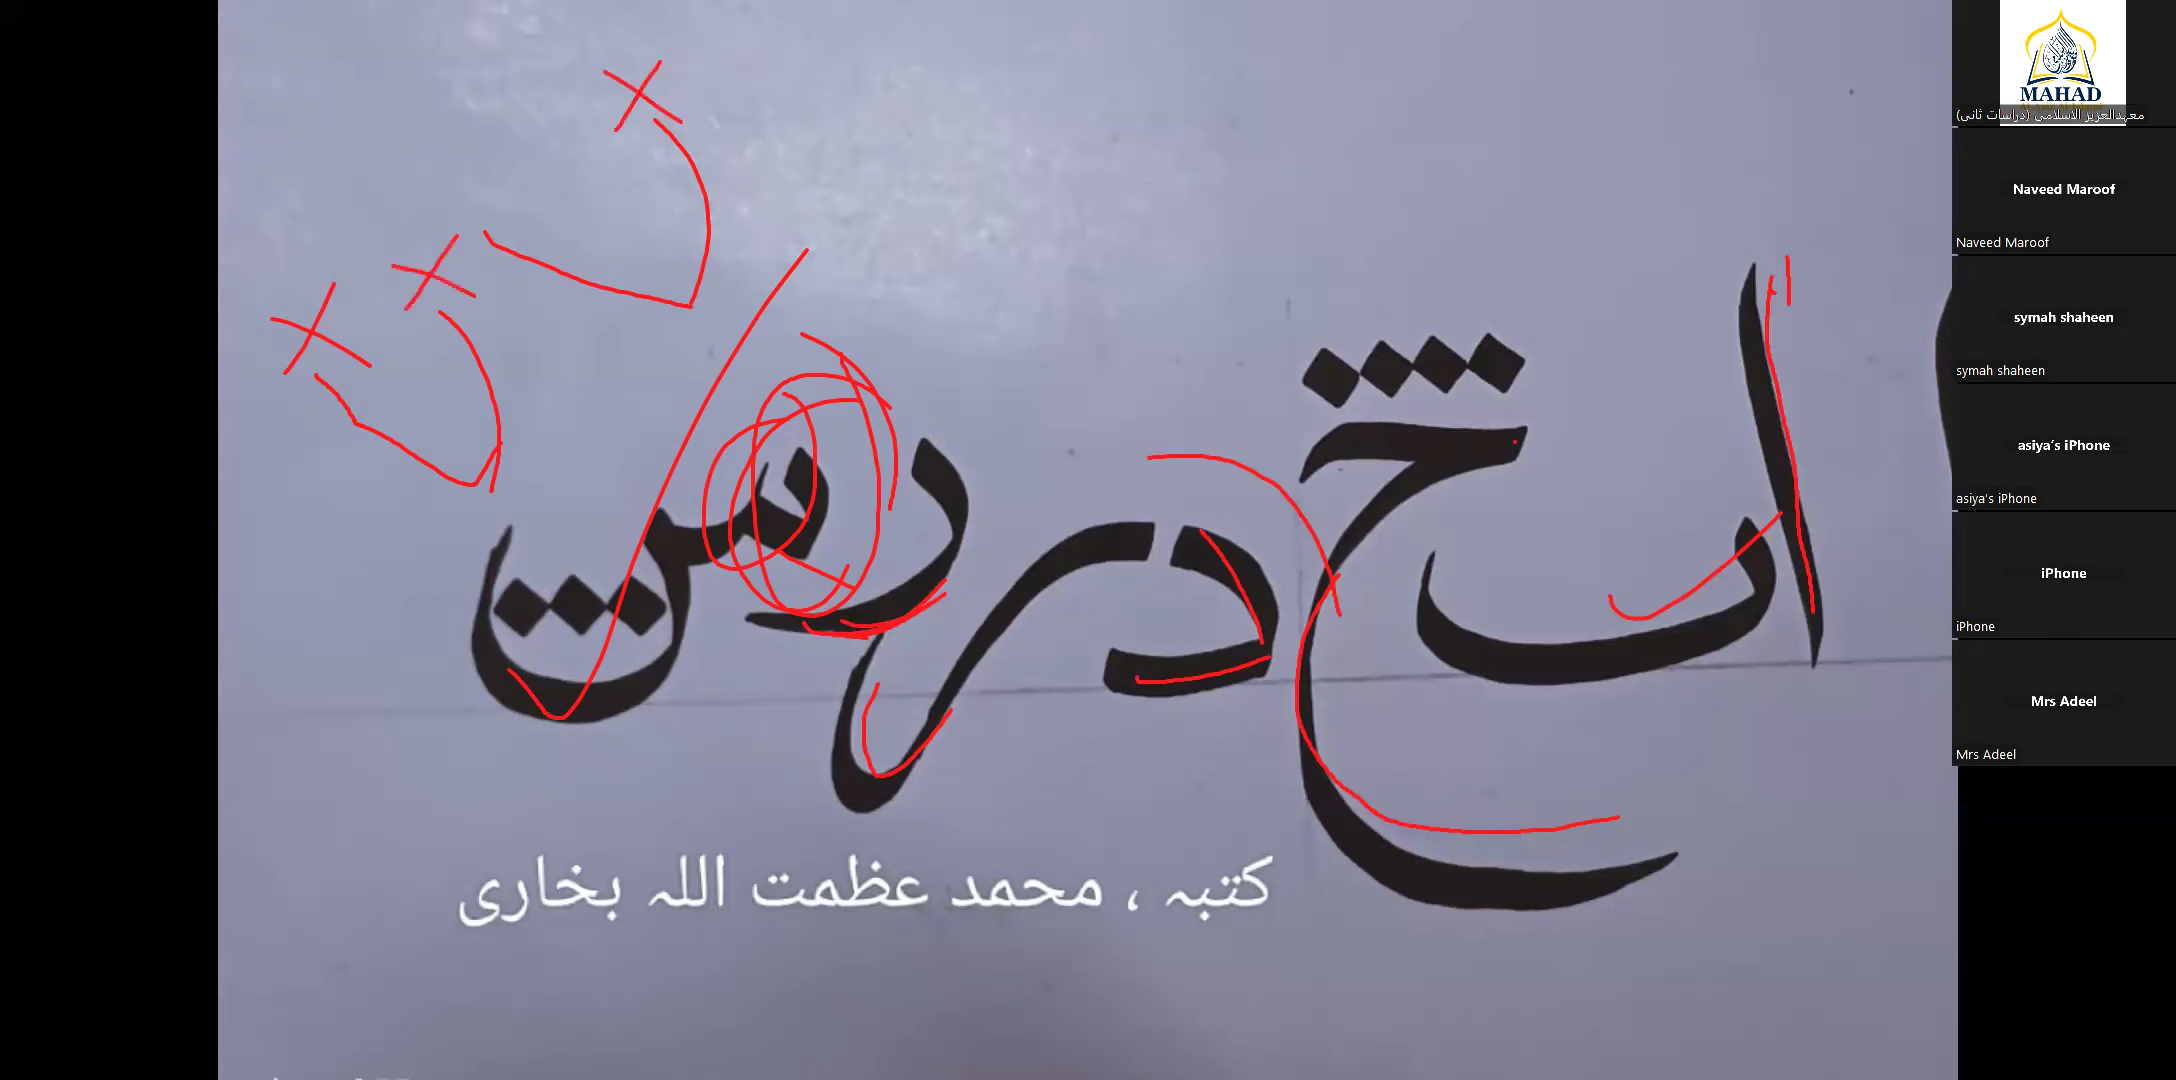 ا ں ح د ر ر س
کتبہ ، محمد عظمت اللہ بخاری
MAHAD
معہدالعزیز الاسلامی (دراسات ثانی)
Naveed Maroof
Naveed Maroof
symah shaheen
symah shaheen
asiya's iPhone
asiya's iPhone
iPhone
iPhone
Mrs Adeel
Mrs Adeel